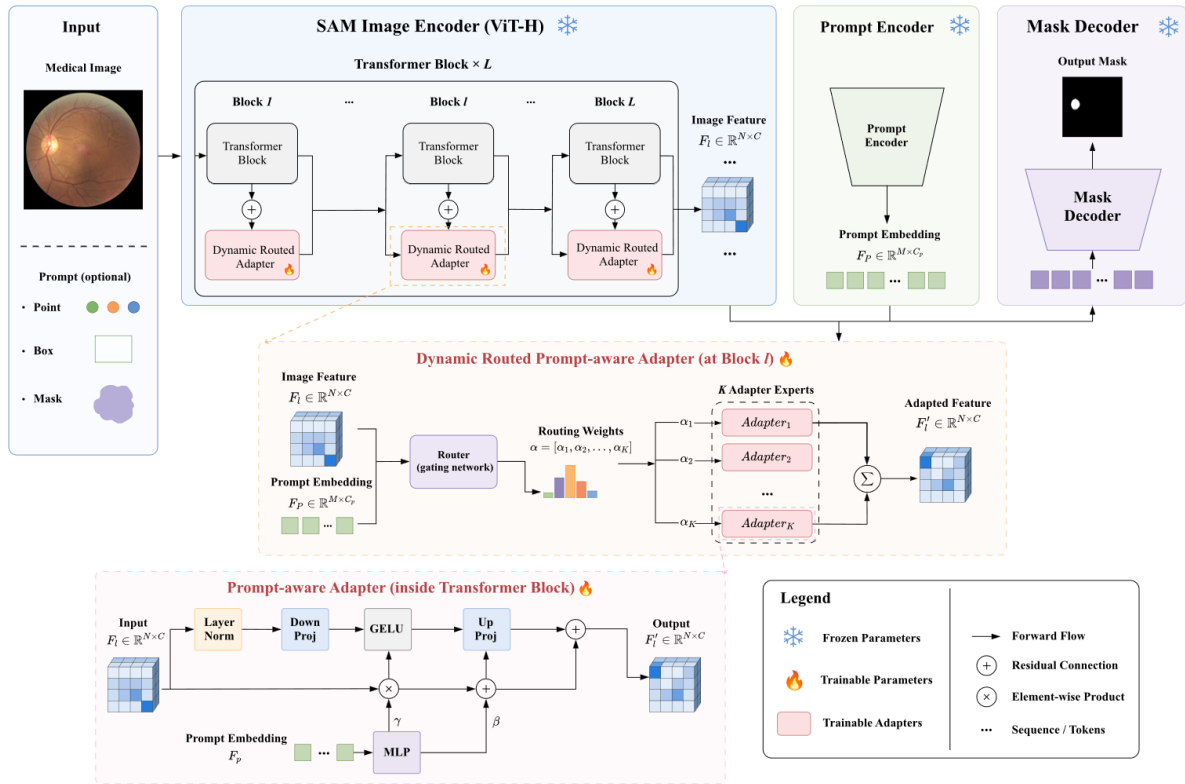 Input
Medical Image
Prompt (optional)
• Point
• Box
• Mask
SAM Image Encoder (ViT-H)
Transformer Block × L
Block 1
...
Block l
...
Block L
Transformer
Block
Transformer
Block
Transformer
Block
+
+
+
Dynamic Routed
Adapter
Dynamic Routed
Adapter
Dynamic Routed
Adapter
Image Feature
F_l ∈ ℝ^{N×C}
...
...
Prompt Encoder
Prompt
Encoder
Prompt Embedding
F_P ∈ ℝ^{M×C_p}
...
Mask Decoder
Output Mask
Mask
Decoder
...
Dynamic Routed Prompt-aware Adapter (at Block l)
Image Feature
F_l ∈ ℝ^{N×C}
Prompt Embedding
F_P ∈ ℝ^{M×C_p}
...
Router
(gating network)
Routing Weights
α = [α₁, α₂, . . . , α_K]
K Adapter Experts
α₁
Adapter₁
α₂
Adapter₂
...
α_K
Adapter_K
Σ
Adapted Feature
F′_l ∈ ℝ^{N×C}
Prompt-aware Adapter (inside Transformer Block)
Input
F_l ∈ ℝ^{N×C}
Layer
Norm
Down
Proj
GELU
Up
Proj
+
×
+
γ
β
Output
F′_l ∈ ℝ^{N×C}
Prompt Embedding
F_p
...
MLP
Legend
Frozen Parameters
Trainable Parameters
Trainable Adapters
Forward Flow
+ Residual Connection
× Element-wise Product
... Sequence / Tokens